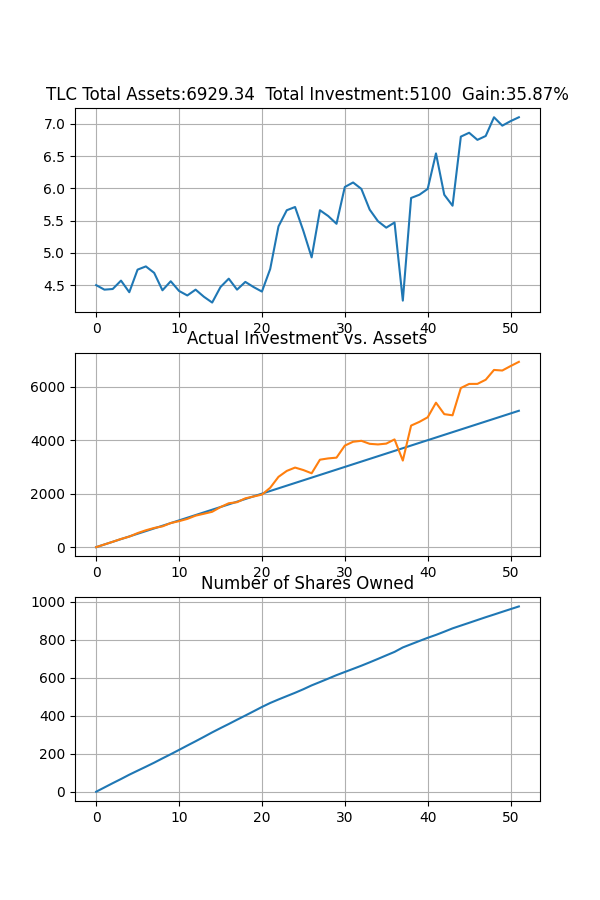 TLC Total Assets:6929.34  Total Investment:5100  Gain:35.87%
7.0
6.5
6.0
5.5
5.0
4.5
0 10 20 30 40 50
Actual Investment vs. Assets
6000
4000
2000
0
0 10 20 30 40 50
Number of Shares Owned
1000
800
600
400
200
0
0 10 20 30 40 50